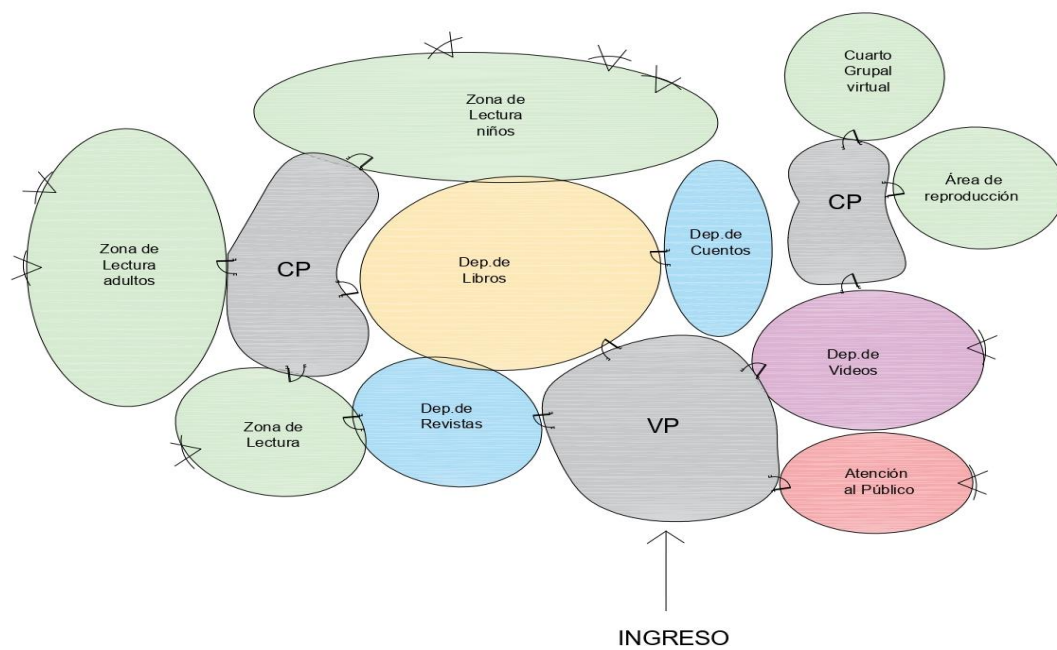 Cuarto
Grupal
virtual
Zona de
Lectura
niños
Área de
reproducción
CP
Dep.de
Cuentos
Zona de
Lectura
adultos
CP
Dep.de
Libros
Dep.de
Videos
Dep.de
Revistas
Zona de
Lectura
VP
Atención
al Público
INGRESO